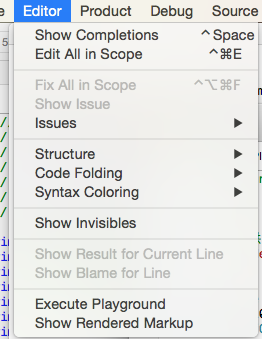 Editor Product Debug Source
Show Completions ^Space
Edit All in Scope ^⌘E
Fix All in Scope ^⌥⌘F
Show Issue
Issues ▶
Structure ▶
Code Folding ▶
Syntax Coloring ▶
Show Invisibles
Show Result for Current Line
Show Blame for Line
Execute Playground
Show Rendered Markup